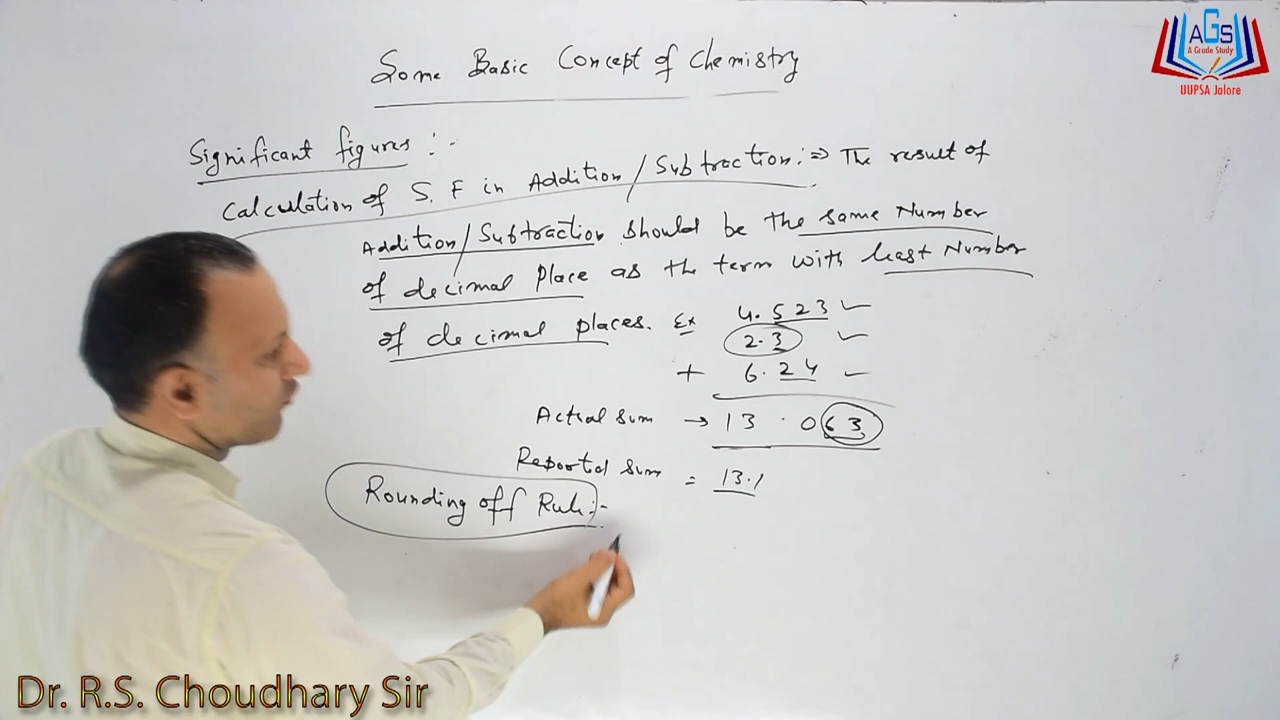 Some Basic Concept of Chemistry
AGS
A Grade Study
UUPSA Jalore
Significant figures :-
Calculation of S.F in Addition/Subtraction:⇒ The result of
Addition/Subtraction should be the same Number
of decimal Place as the term with least Number
of decimal places. Ex 4.523 ✓
2.3 ✓
+ 6.24 ✓
Actual sum → 13.063
Reported sum = 13.1
Rounding off Rule:-
Dr. R.S. Choudhary Sir